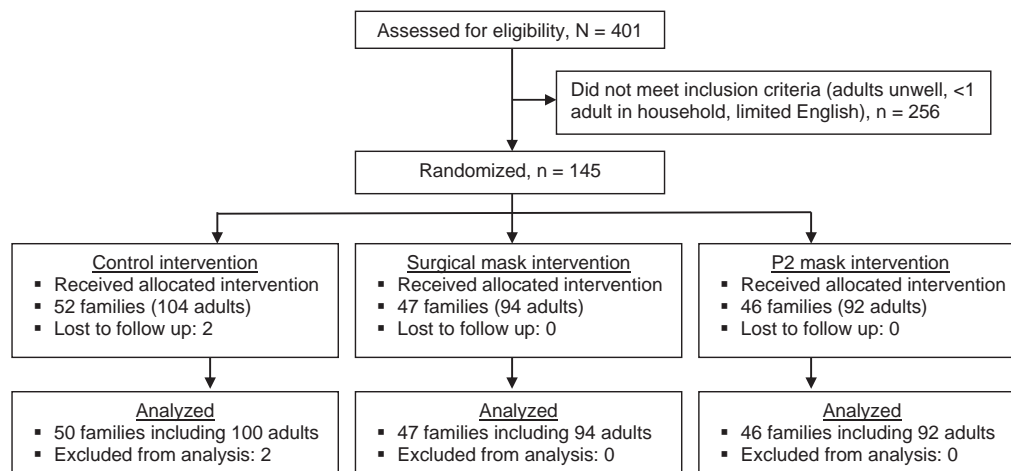 Assessed for eligibility, N = 401
Did not meet inclusion criteria (adults unwell, <1
adult in household, limited English), n = 256
Randomized, n = 145
Control intervention
▪ Received allocated intervention
▪ 52 families (104 adults)
▪ Lost to follow up: 2
Surgical mask intervention
▪ Received allocated intervention
▪ 47 families (94 adults)
▪ Lost to follow up: 0
P2 mask intervention
▪ Received allocated intervention
▪ 46 families (92 adults)
▪ Lost to follow up: 0
Analyzed
▪ 50 families including 100 adults
▪ Excluded from analysis: 2
Analyzed
▪ 47 families including 94 adults
▪ Excluded from analysis: 0
Analyzed
▪ 46 families including 92 adults
▪ Excluded from analysis: 0